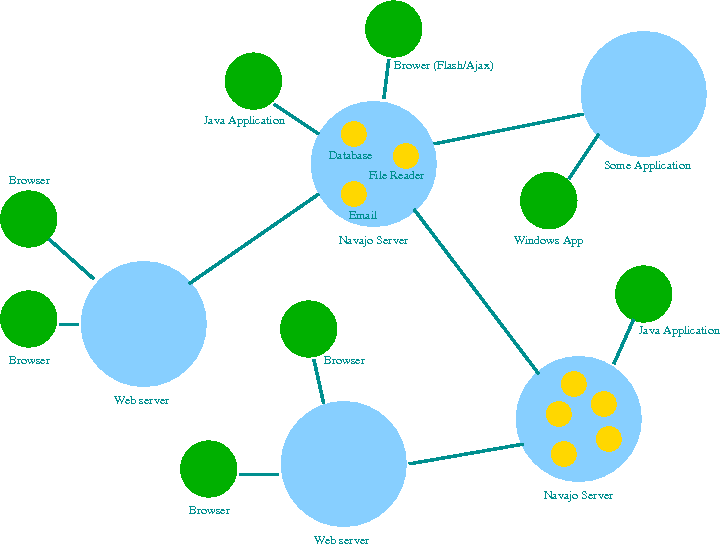 Brower (Flash/Ajax)
Java Application
Database
File Reader
Some Application
Browser
Email
Navajo Server
Windows App
Java Application
Browser
Browser
Web server
Navajo Server
Browser
Web server